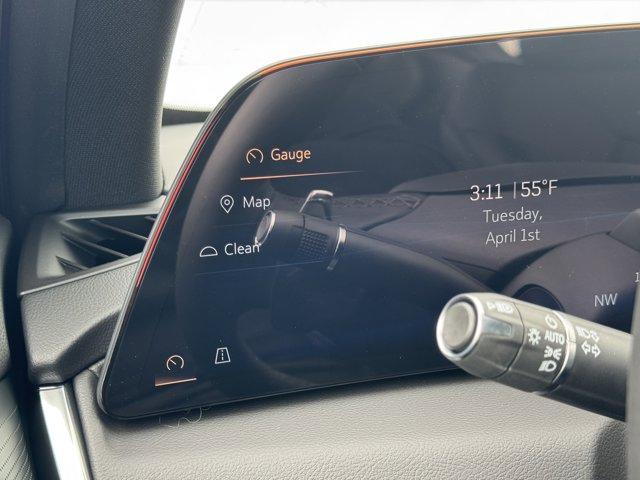 Gauge
Map
Clean
3:11 | 55°F
Tuesday,
April 1st
NW
AUTO